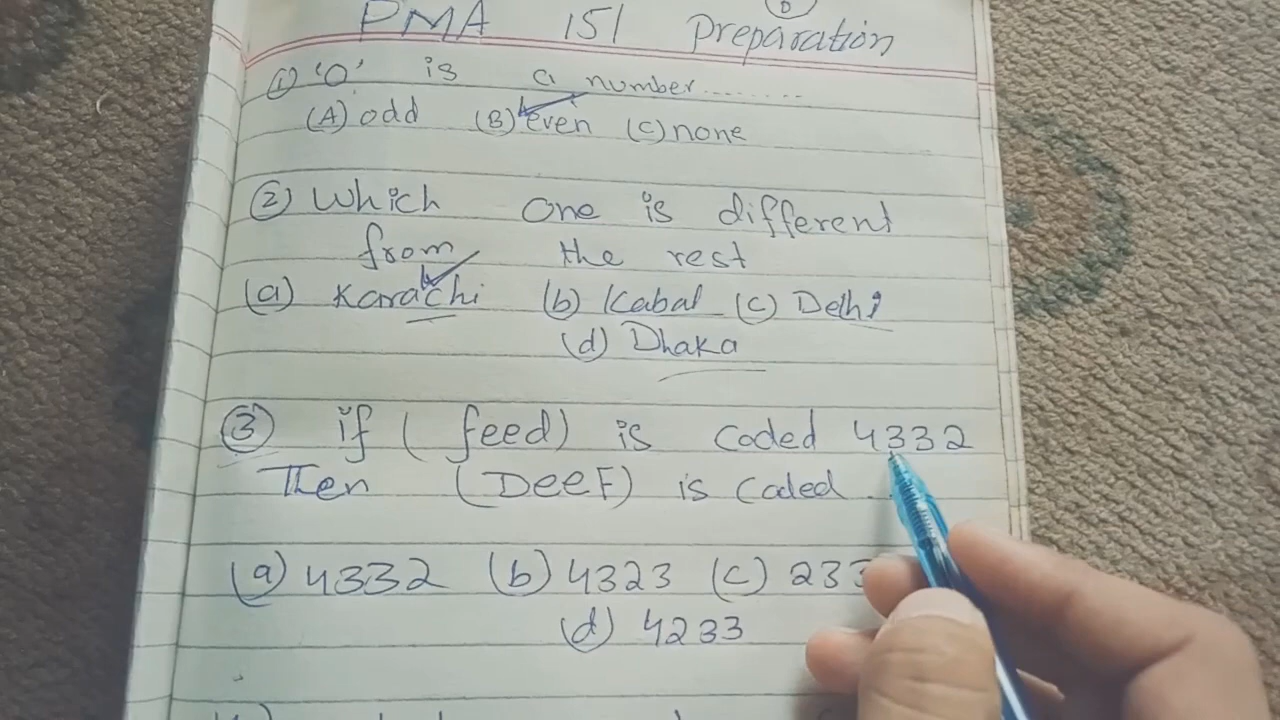 PMA 151 Preparation
① 'O' is a number........
(A) odd (B) even (C) none
② Which one is different
from the rest
(a) Karachi (b) Kabal (c) Delhi
(d) Dhaka
③ if ( feed) is coded 4332
Then (DeeF) is Coded
(a) 4332 (b) 4323 (c) 233
(d) 4233